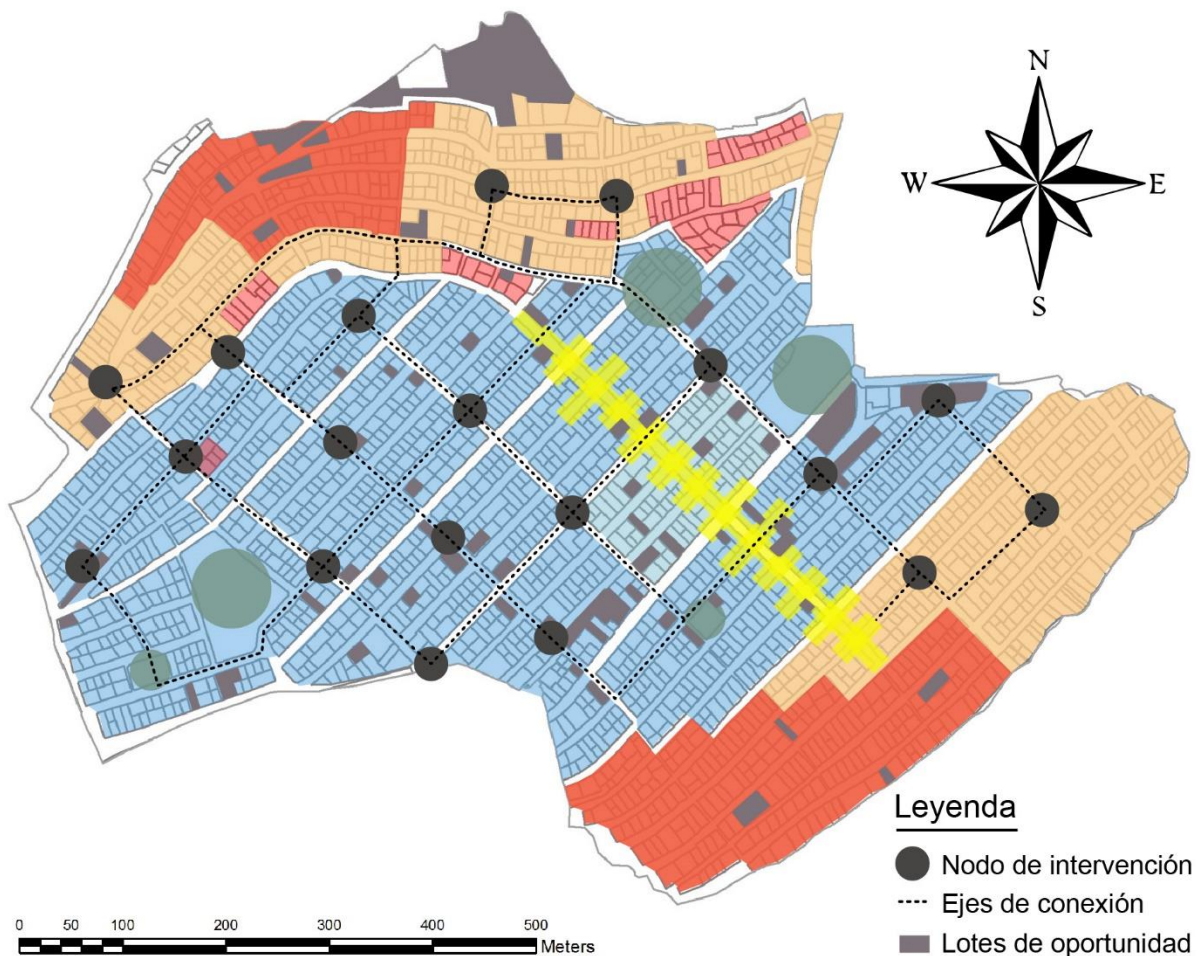 N
W E
S
Leyenda
Nodo de intervención
Ejes de conexión
Lotes de oportunidad
0 50 100 200 300 400 500
Meters